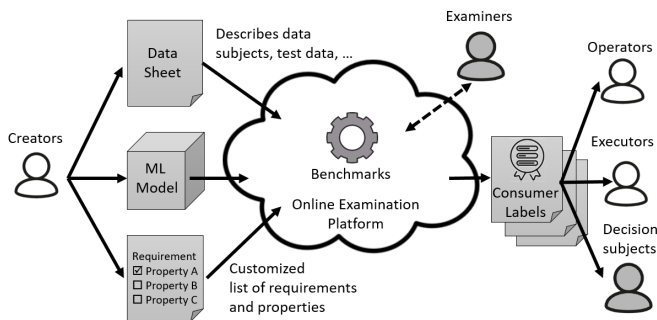 Examiners
Describes data
subjects, test data, ...
Data
Sheet
Operators
Creators
ML
Model
Benchmarks
Online Examination
Platform
Consumer
Labels
Executors
Requirement
☑ Property A
☐ Property B
☐ Property C
Customized
list of requirements
and properties
Decision
subjects